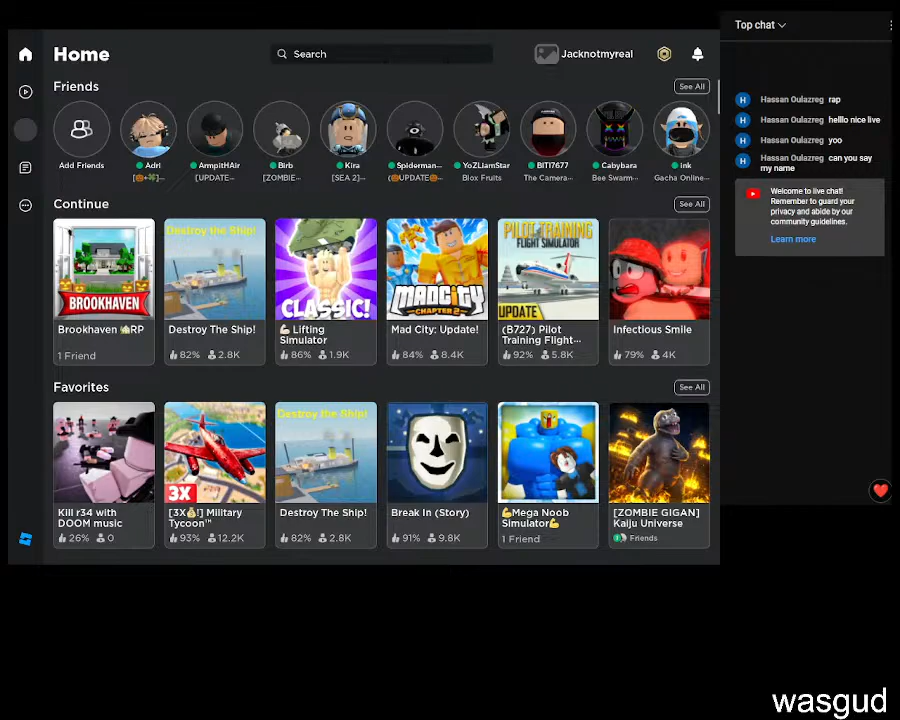 Home
Search
Jacknotmyreal
Top chat
Friends
See All
Add Friends
Adri
ArmpitHAir
Birb
Kira
Spiderman...
YoZLiamStar
BIT17677
Cabybara
ink
[UPDATE...
[ZOMBIE...
[SEA 2]...
Blox Fruits
The Camera...
Bee Swarm...
Gacha Online...
H Hassan Oulazreg rap
H Hassan Oulazreg helllo nice live
H Hassan Oulazreg yoo
H Hassan Oulazreg can you say
my name
Welcome to live chat!
Remember to guard your
privacy and abide by our
community guidelines.
Learn more
Continue
See All
BROOKHAVEN
Destroy the Ship!
CLASSIC!
MADCITY
CHAPTER 2
PILOT TRAINING
FLIGHT SIMULATOR
UPDATE
Brookhaven 🏡RP
1 Friend
Destroy The Ship!
82% 2.8K
💪 Lifting
Simulator
86% 1.9K
Mad City: Update!
84% 8.4K
(B727) Pilot
Training Flight...
92% 5.8K
Infectious Smile
79% 4K
Favorites
See All
3X
Destroy the Ship!
Kill r34 with
DOOM music
26% 0
[3X💰!] Military
Tycoon™
93% 12.2K
Destroy The Ship!
82% 2.8K
Break In (Story)
91% 9.8K
💪Mega Noob
Simulator💪
1 Friend
[ZOMBIE GIGAN]
Kaiju Universe
Friends
wasgud